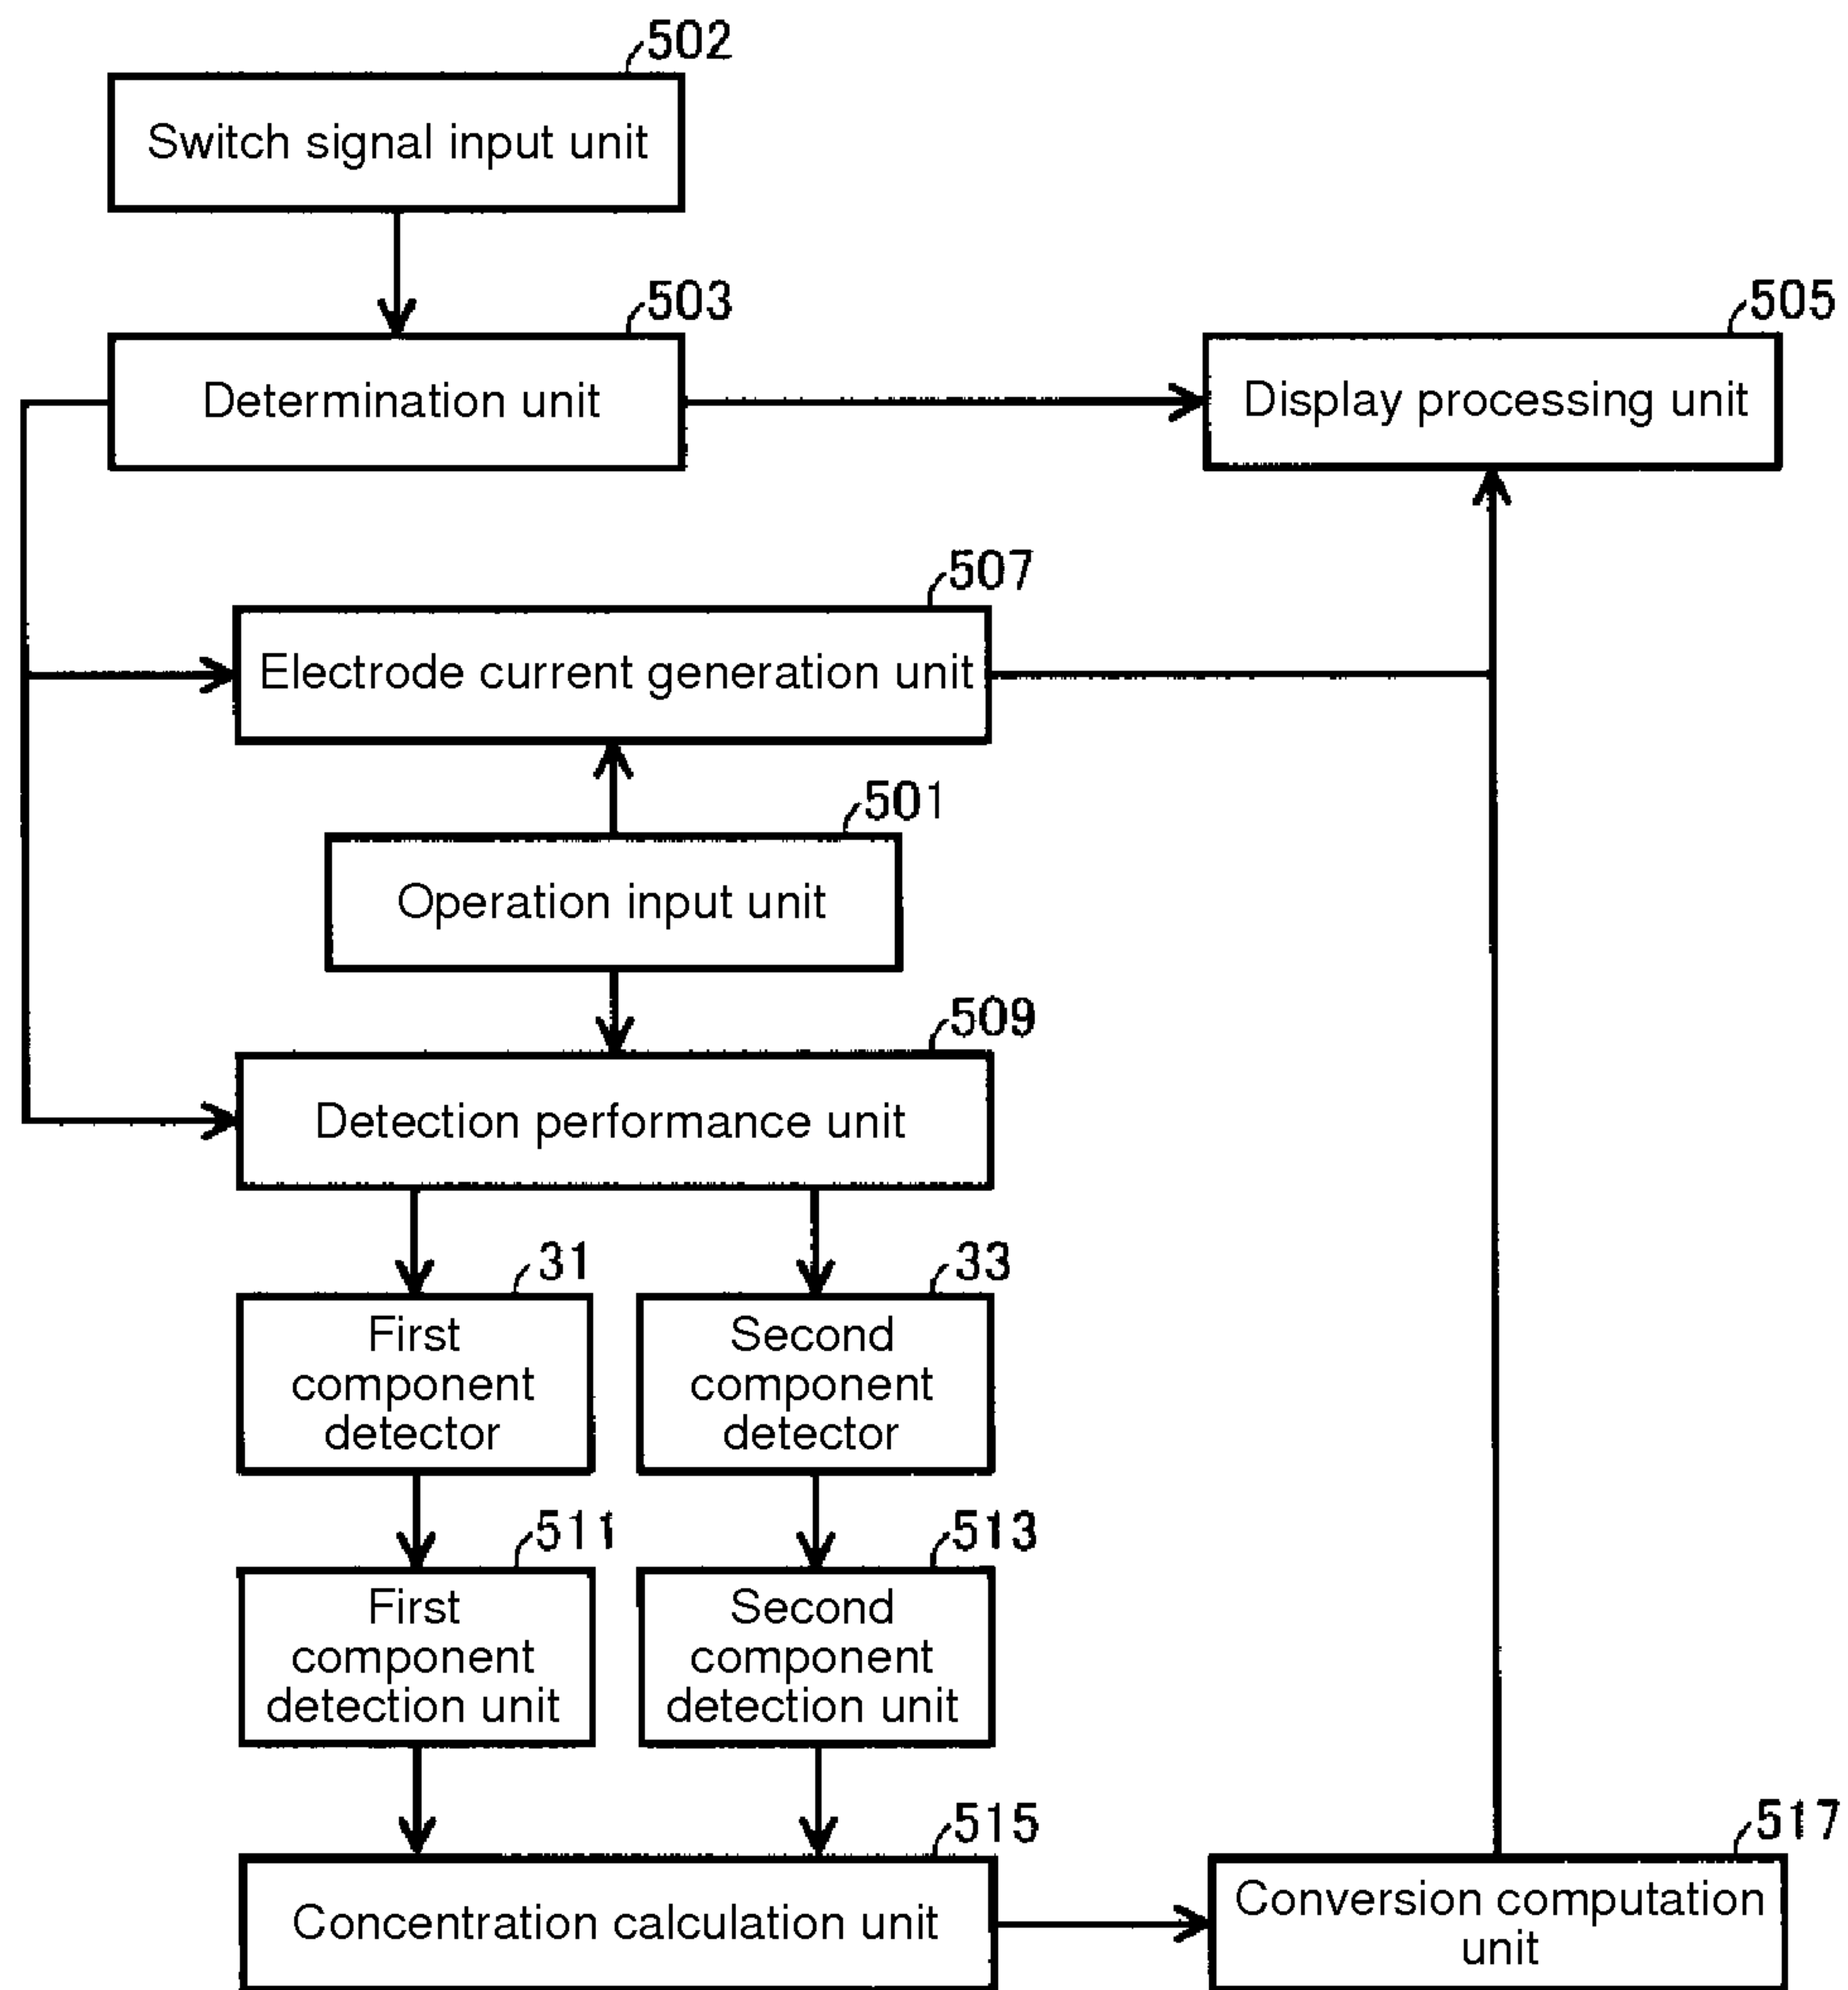 502
Switch signal input unit
503
Determination unit
505
Display processing unit
507
Electrode current generation unit
501
Operation input unit
509
Detection performance unit
31
First
component
detector
33
Second
component
detector
511
First
component
detection unit
513
Second
component
detection unit
515
Concentration calculation unit
517
Conversion computation
unit